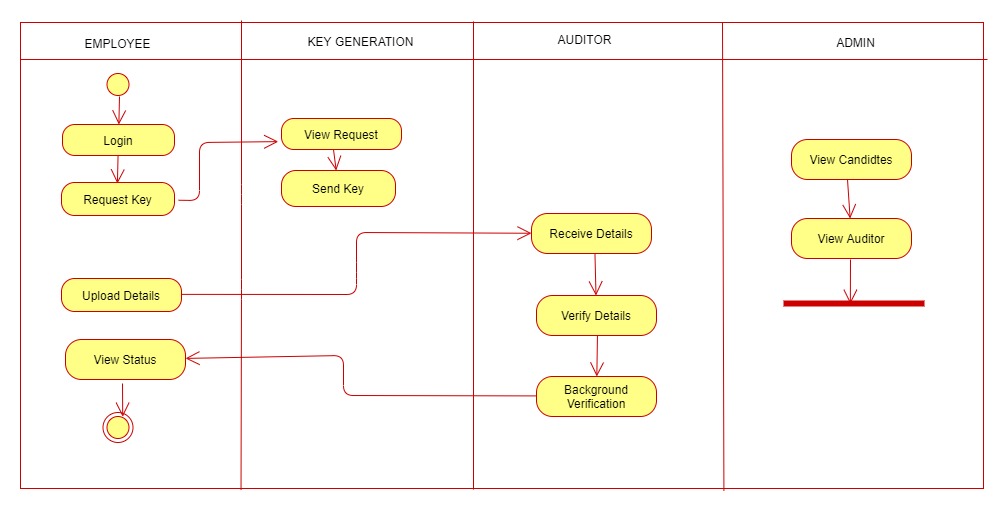 EMPLOYEE
KEY GENERATION
AUDITOR
ADMIN
Login
Request Key
View Request
Send Key
Upload Details
View Status
Receive Details
Verify Details
Background
Verification
View Candidtes
View Auditor